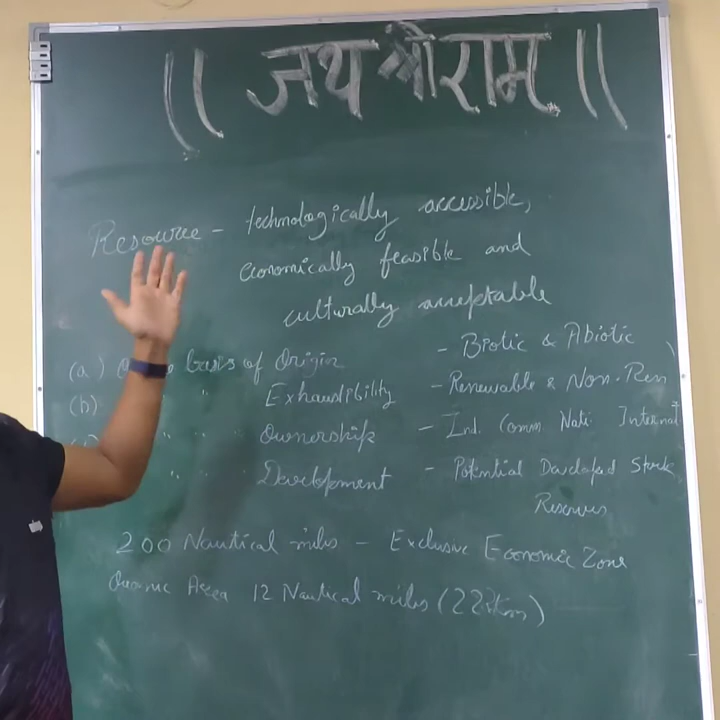 || जय श्री राम ||
Resource - technologically accessible,
economically feasible and
culturally acceptable
(a) O basis of Origin - Biotic & Abiotic
(b) " " Exhaustibility - Renewable & Non-Ren
" " Ownership - Ind. Comm. Nati. Internat
" " Development - Potential Developed Stock
Reserves
200 Nautical miles - Exclusive Economic Zone
Oceanic Area 12 Nautical miles (22 km)